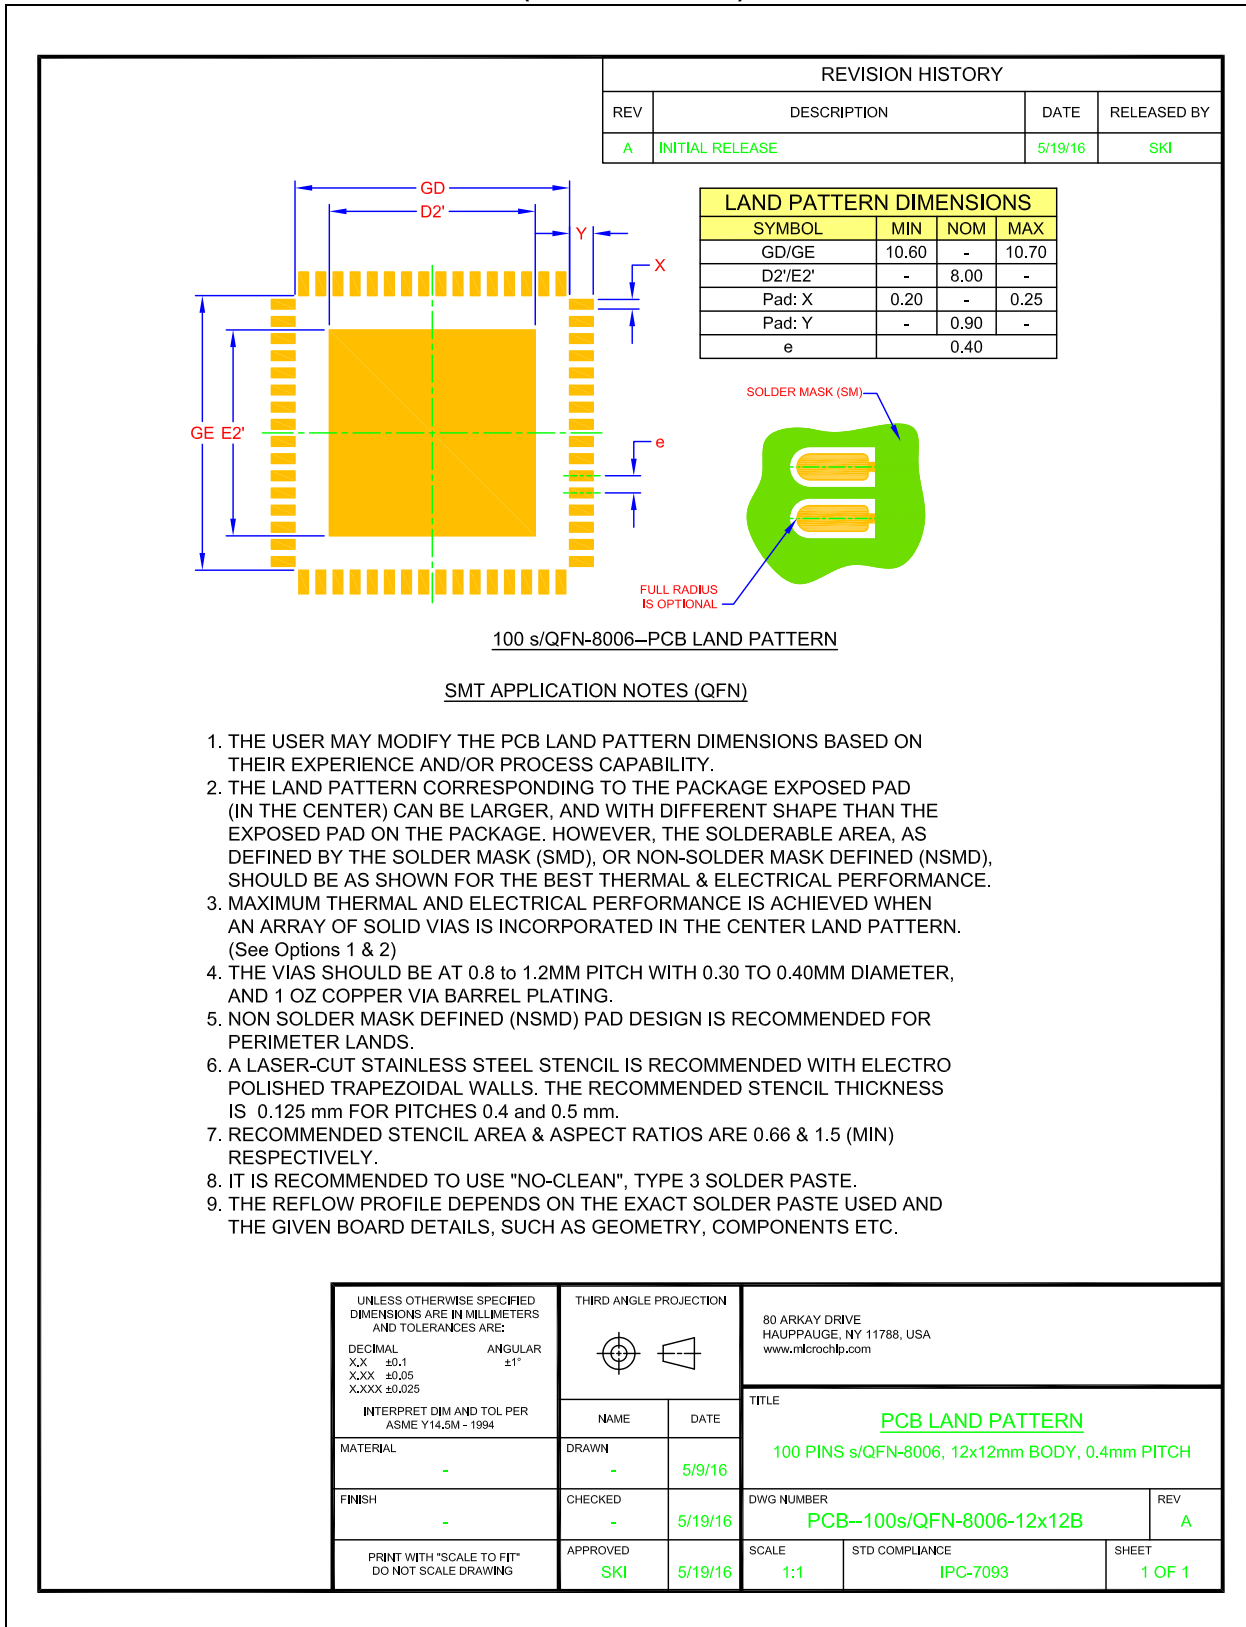 REVISION HISTORY
REV DESCRIPTION DATE RELEASED BY
A INITIAL RELEASE 5/19/16 SKI
GD
D2'
Y
X
GE E2'
e
LAND PATTERN DIMENSIONS
SYMBOL MIN NOM MAX
GD/GE 10.60 - 10.70
D2'/E2' - 8.00 -
Pad: X 0.20 - 0.25
Pad: Y - 0.90 -
e 0.40
SOLDER MASK (SM)
FULL RADIUS
IS OPTIONAL
100 s/QFN-8006–PCB LAND PATTERN
SMT APPLICATION NOTES (QFN)
1. THE USER MAY MODIFY THE PCB LAND PATTERN DIMENSIONS BASED ON
THEIR EXPERIENCE AND/OR PROCESS CAPABILITY.
2. THE LAND PATTERN CORRESPONDING TO THE PACKAGE EXPOSED PAD
(IN THE CENTER) CAN BE LARGER, AND WITH DIFFERENT SHAPE THAN THE
EXPOSED PAD ON THE PACKAGE. HOWEVER, THE SOLDERABLE AREA, AS
DEFINED BY THE SOLDER MASK (SMD), OR NON-SOLDER MASK DEFINED (NSMD),
SHOULD BE AS SHOWN FOR THE BEST THERMAL & ELECTRICAL PERFORMANCE.
3. MAXIMUM THERMAL AND ELECTRICAL PERFORMANCE IS ACHIEVED WHEN
AN ARRAY OF SOLID VIAS IS INCORPORATED IN THE CENTER LAND PATTERN.
(See Options 1 & 2)
4. THE VIAS SHOULD BE AT 0.8 to 1.2MM PITCH WITH 0.30 TO 0.40MM DIAMETER,
AND 1 OZ COPPER VIA BARREL PLATING.
5. NON SOLDER MASK DEFINED (NSMD) PAD DESIGN IS RECOMMENDED FOR
PERIMETER LANDS.
6. A LASER-CUT STAINLESS STEEL STENCIL IS RECOMMENDED WITH ELECTRO
POLISHED TRAPEZOIDAL WALLS. THE RECOMMENDED STENCIL THICKNESS
IS 0.125 mm FOR PITCHES 0.4 and 0.5 mm.
7. RECOMMENDED STENCIL AREA & ASPECT RATIOS ARE 0.66 & 1.5 (MIN)
RESPECTIVELY.
8. IT IS RECOMMENDED TO USE "NO-CLEAN", TYPE 3 SOLDER PASTE.
9. THE REFLOW PROFILE DEPENDS ON THE EXACT SOLDER PASTE USED AND
THE GIVEN BOARD DETAILS, SUCH AS GEOMETRY, COMPONENTS ETC.
UNLESS OTHERWISE SPECIFIED
DIMENSIONS ARE IN MILLIMETERS
AND TOLERANCES ARE:
DECIMAL ANGULAR
X.X ±0.1 ±1°
X.XX ±0.05
X.XXX ±0.025
INTERPRET DIM AND TOL PER
ASME Y14.5M - 1994
MATERIAL
-
FINISH
-
PRINT WITH "SCALE TO FIT"
DO NOT SCALE DRAWING
THIRD ANGLE PROJECTION
NAME DATE
DRAWN
- 5/9/16
CHECKED
- 5/19/16
APPROVED
SKI 5/19/16
80 ARKAY DRIVE
HAUPPAUGE, NY 11788, USA
www.microchip.com
TITLE
PCB LAND PATTERN
100 PINS s/QFN-8006, 12x12mm BODY, 0.4mm PITCH
DWG NUMBER REV
PCB--100s/QFN-8006-12x12B A
SCALE STD COMPLIANCE SHEET
1:1 IPC-7093 1 OF 1